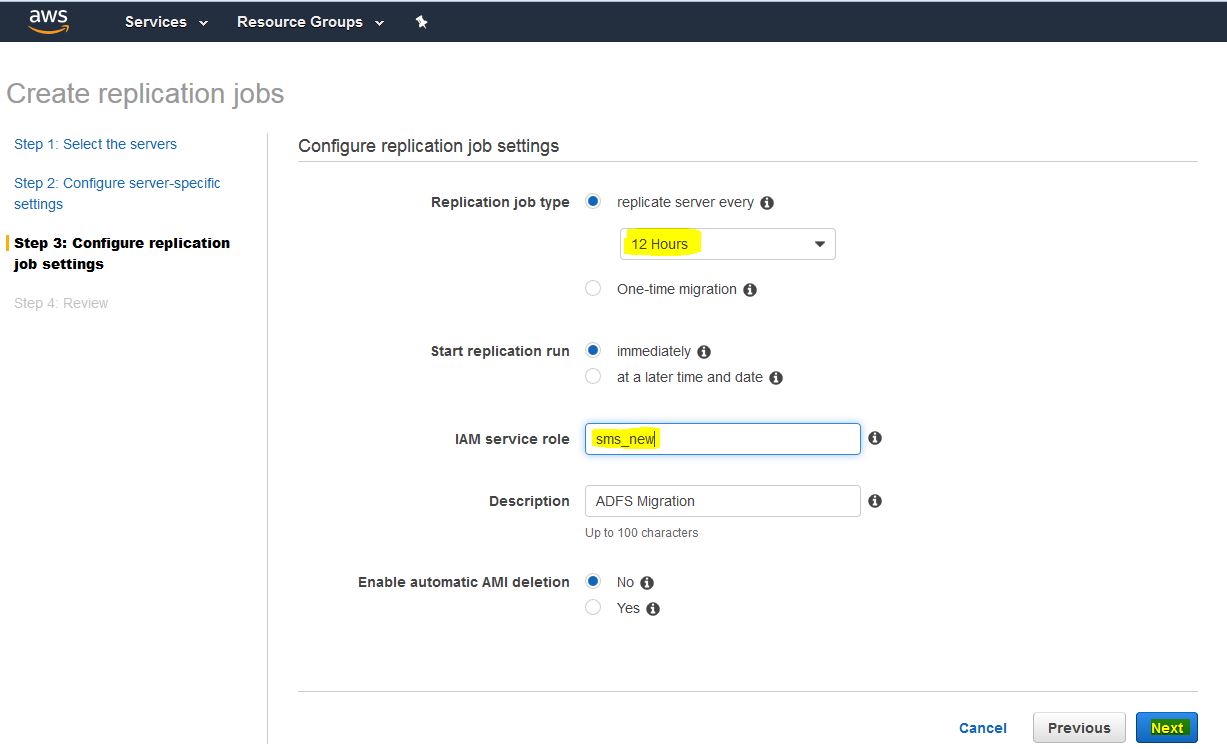 aws Services Resource Groups
Create replication jobs
Step 1: Select the servers
Step 2: Configure server-specific
settings
Step 3: Configure replication
job settings
Step 4: Review
Configure replication job settings
Replication job type replicate server every
12 Hours
One-time migration
Start replication run immediately
at a later time and date
IAM service role sms_new
Description ADFS Migration
Up to 100 characters
Enable automatic AMI deletion No
Yes
Cancel Previous Next